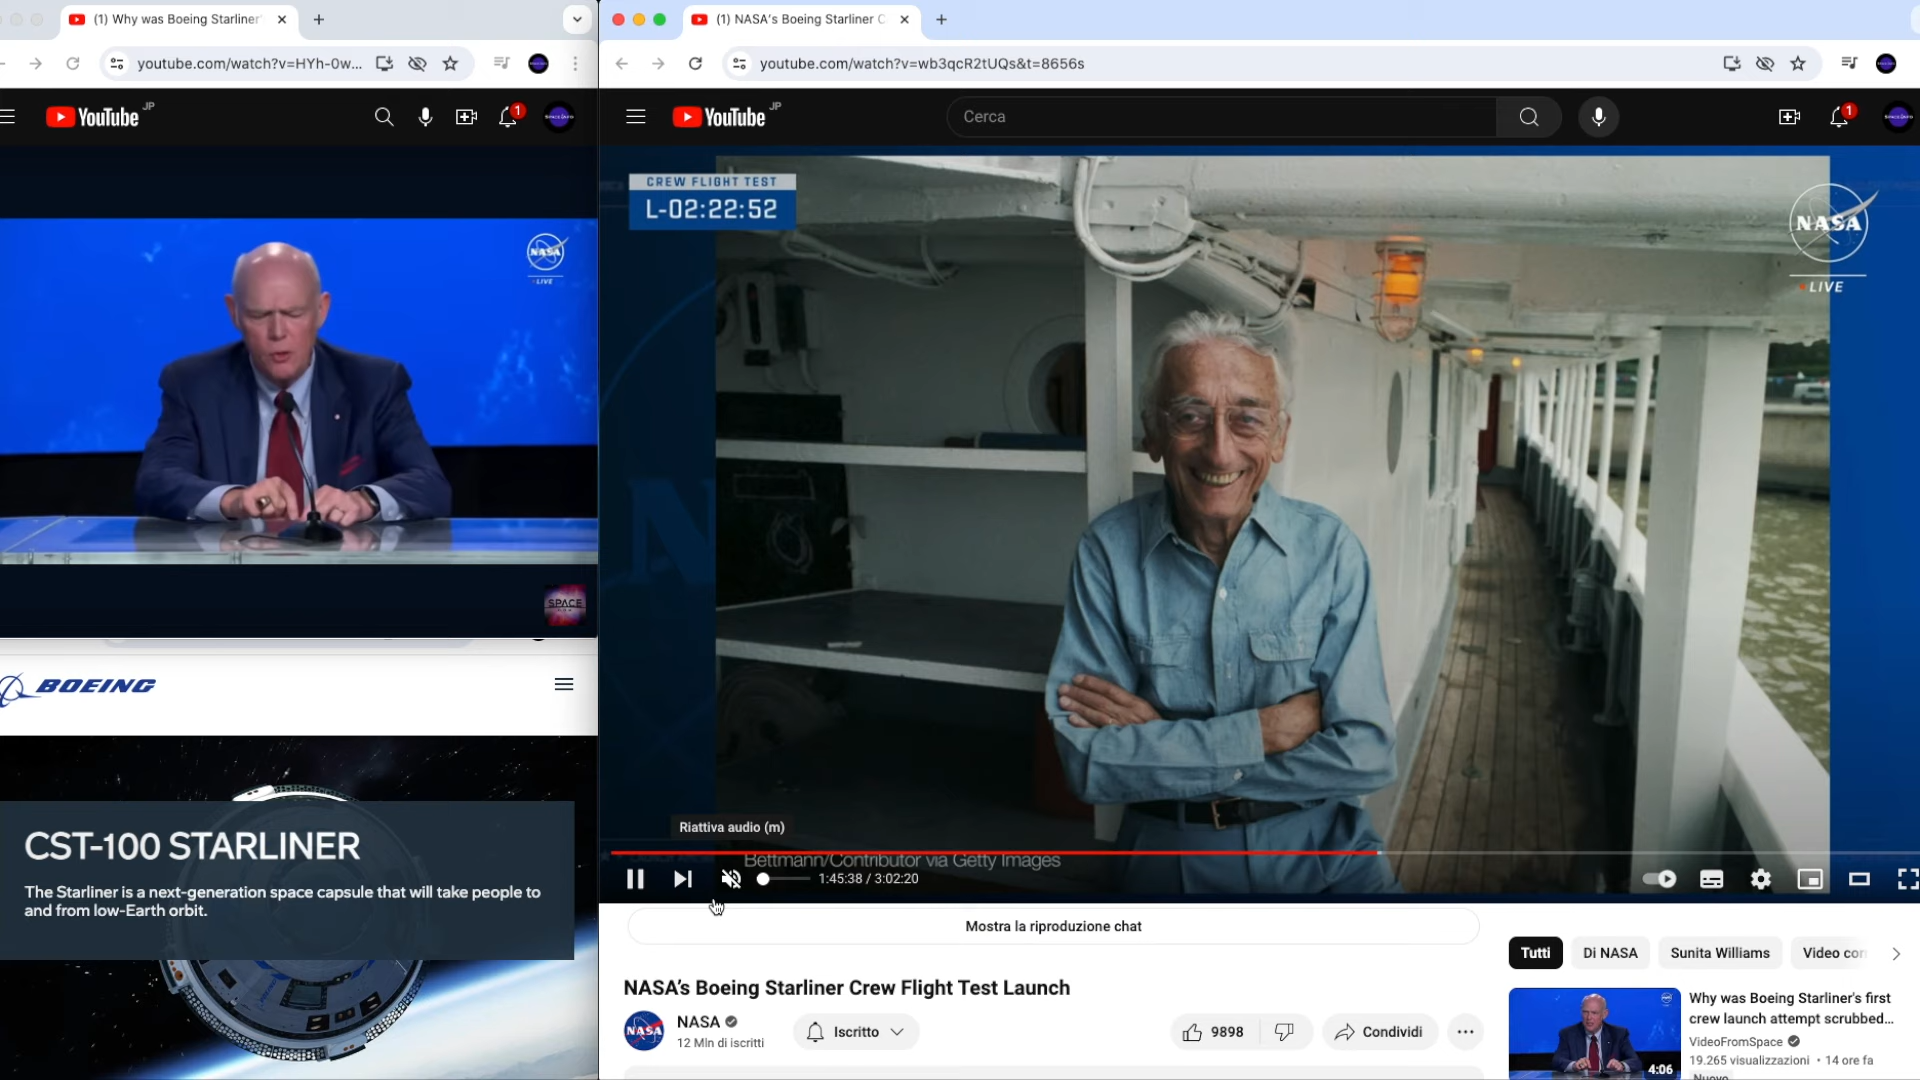 (1) Why was Boeing Starliner'
youtube.com/watch?v=HYh-0w...
YouTube JP
1
NASA
LIVE
SPACE
BOEING
CST-100 STARLINER
The Starliner is a next-generation space capsule that will take people to
and from low-Earth orbit.
(1) NASA's Boeing Starliner C
youtube.com/watch?v=wb3qcR2tUQs&t=8656s
YouTube JP
Cerca
1
CREW FLIGHT TEST
L-02:22:52
NASA
LIVE
Riattiva audio (m)
Bettmann/Contributor via Getty Images
1:45:38 / 3:02:20
Mostra la riproduzione chat
NASA's Boeing Starliner Crew Flight Test Launch
NASA
12 Mln di iscritti
Iscritto
9898
Condividi
Tutti
Di NASA
Sunita Williams
Video con
Why was Boeing Starliner's first
crew launch attempt scrubbed...
VideoFromSpace
19.265 visualizzazioni • 14 ore fa
Nuovo
4:06